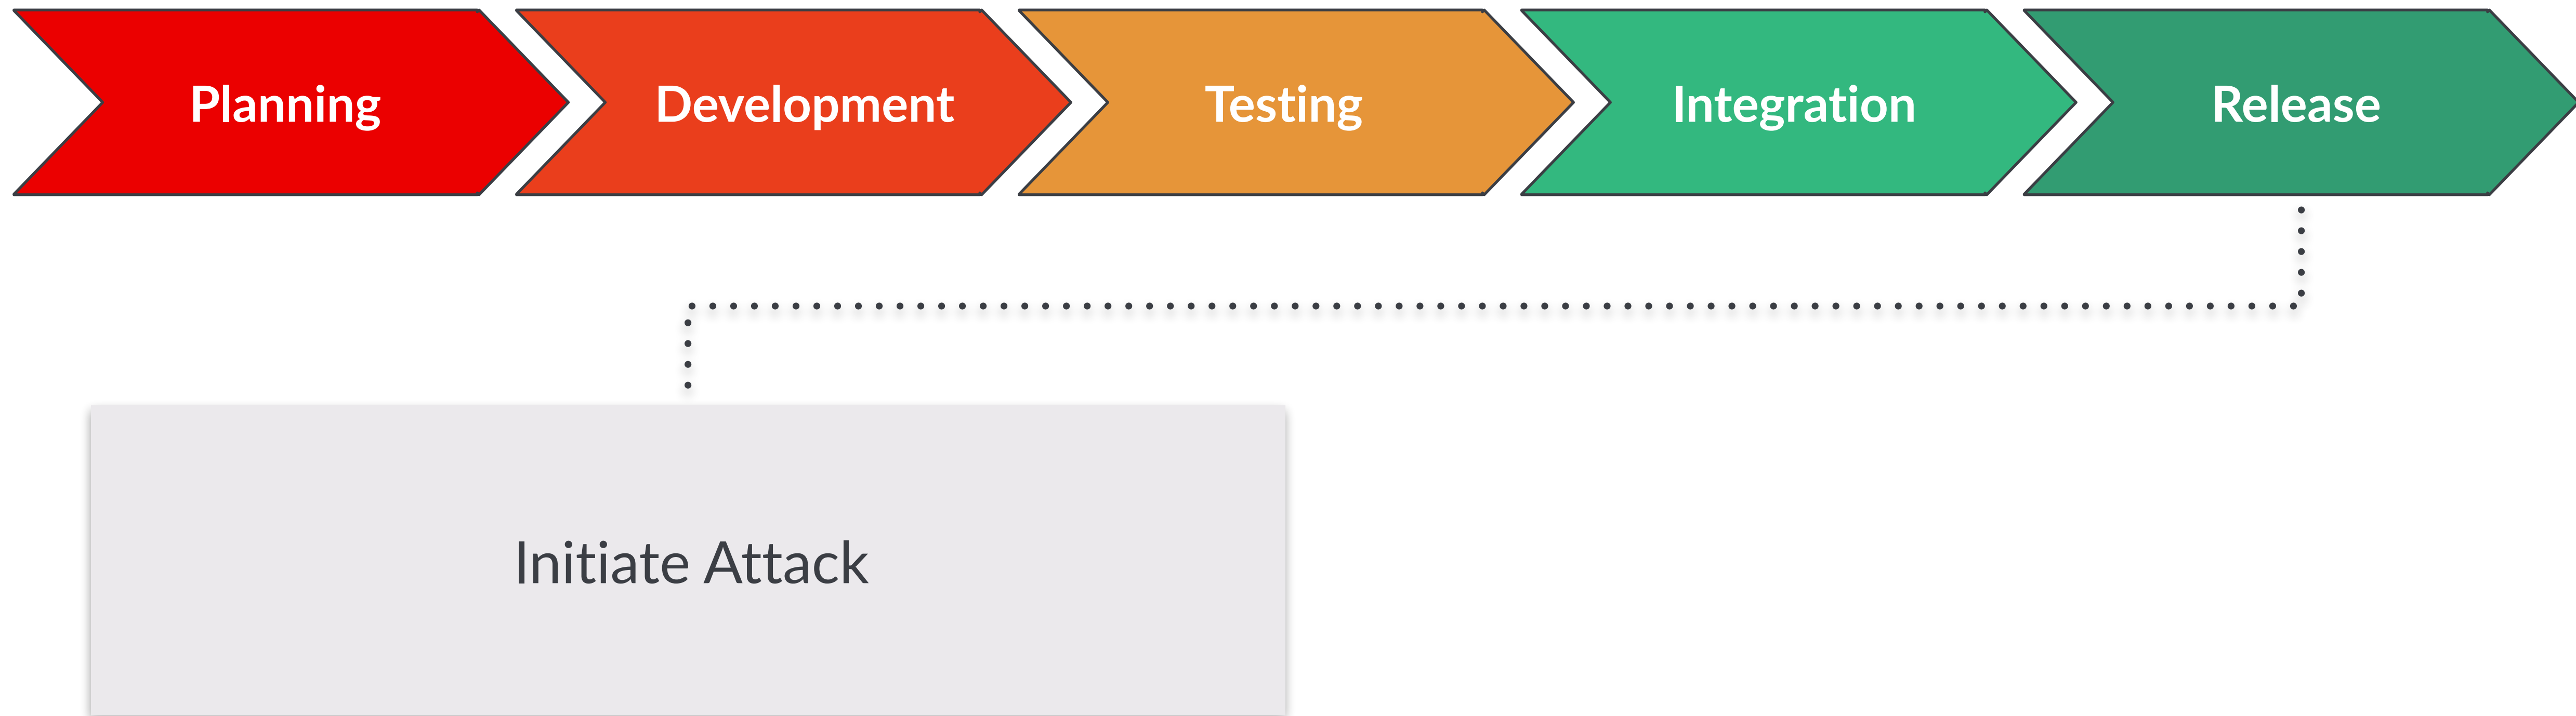 Planning
Development
Testing
Integration
Release
Initiate Attack